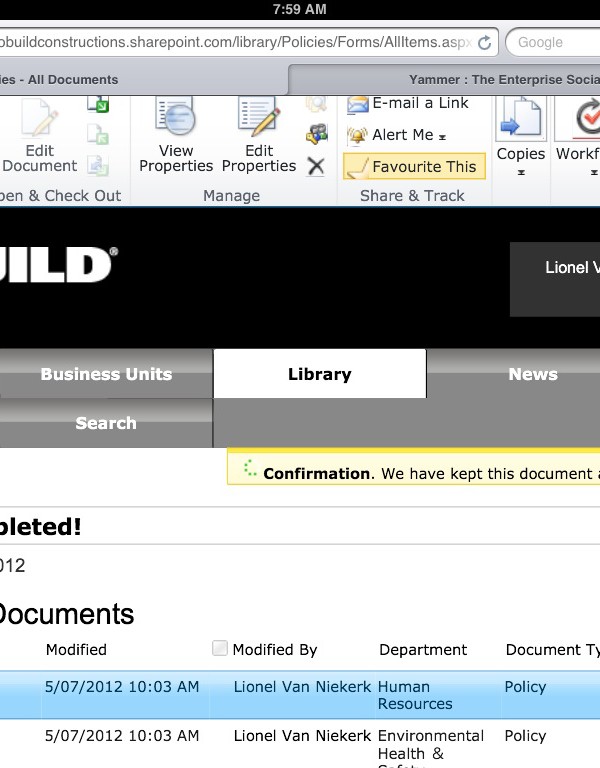 7:59 AM
obuildconstructions.sharepoint.com/library/Policies/Forms/AllItems.aspx
Google
ies - All Documents
Yammer : The Enterprise Socia
Edit
Document
View
Properties
Edit
Properties
E-mail a Link
Alert Me
Favourite This
Copies
Workf
pen & Check Out
Manage
Share & Track
UILD®
Lionel V
Business Units
Library
News
Search
Confirmation. We have kept this document a
pleted!
012
Documents
Modified
Modified By
Department
Document Ty
5/07/2012 10:03 AM
Lionel Van Niekerk
Human
Resources
Policy
5/07/2012 10:03 AM
Lionel Van Niekerk
Environmental
Health &
Policy